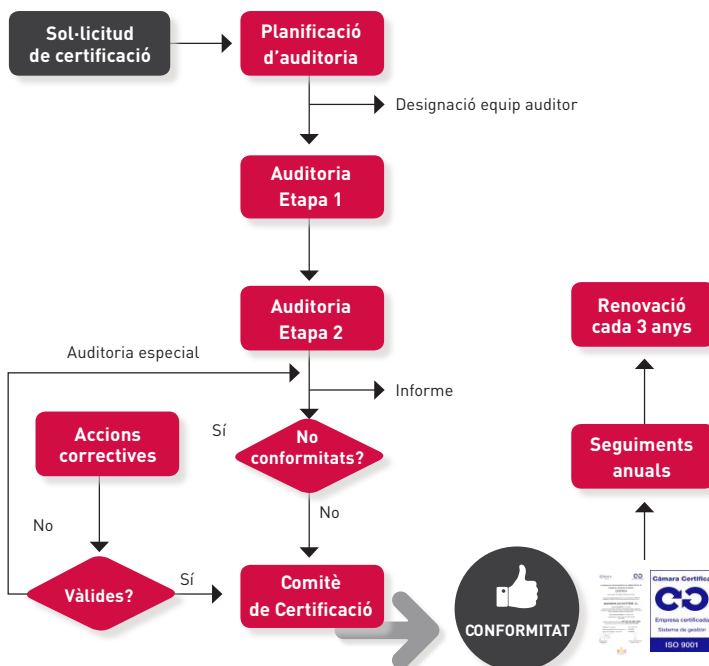 Sol·licitud
de certificació
Planificació
d'auditoria
Designació equip auditor
Auditoria
Etapa 1
Auditoria
Etapa 2
Renovació
cada 3 anys
Auditoria especial
Informe
Accions
correctives
Sí
No
conformitats?
Seguiments
anuals
No
No
Vàlides?
Sí
Comitè
de Certificació
CONFORMITAT
Cámara Certifica
Empresa certificada
Sistema de gestión
ISO 9001